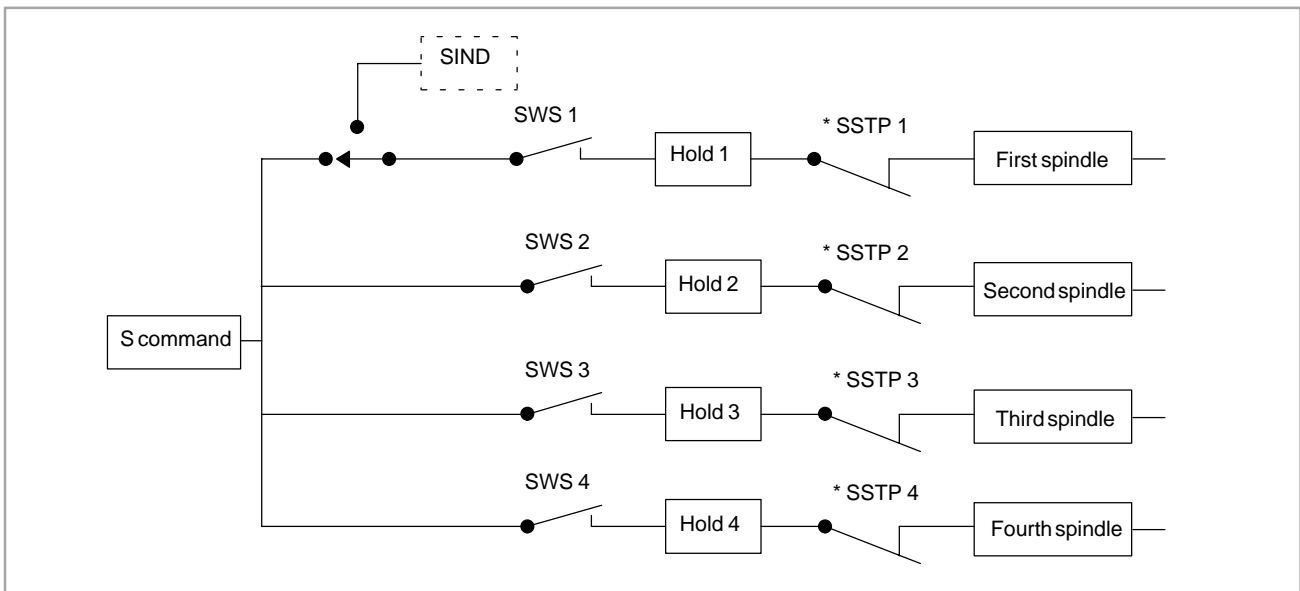 SIND
SWS 1
* SSTP 1
Hold 1
First spindle
SWS 2
* SSTP 2
Hold 2
Second spindle
S command
SWS 3
* SSTP 3
Hold 3
Third spindle
SWS 4
* SSTP 4
Hold 4
Fourth spindle